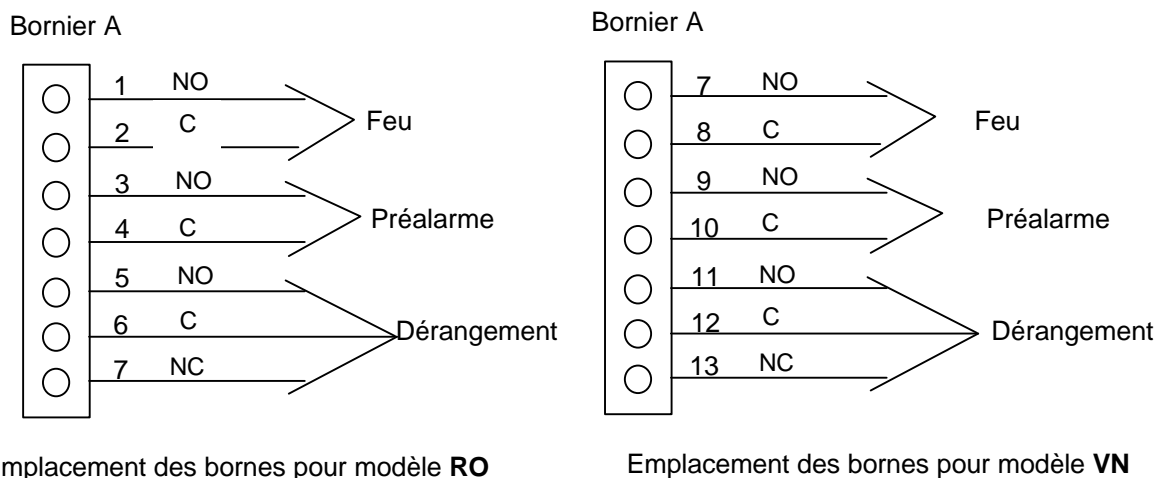 Bornier A
1 NO
2 C
Feu
3 NO
4 C
Préalarme
5 NO
6 C
7 NC
Dérangement
mplacement des bornes pour modèle RO
Bornier A
7 NO
8 C
Feu
9 NO
10 C
Préalarme
11 NO
12 C
13 NC
Dérangement
Emplacement des bornes pour modèle VN